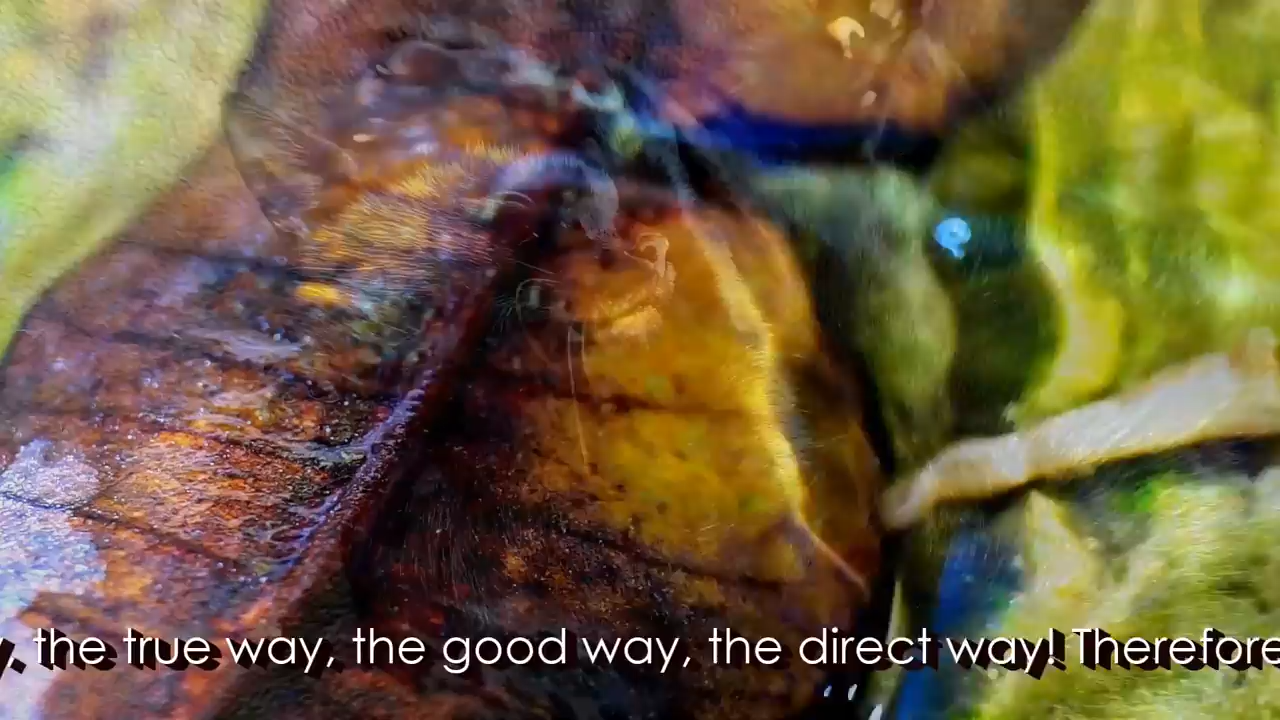 . the true way, the good way, the direct way! Therefore